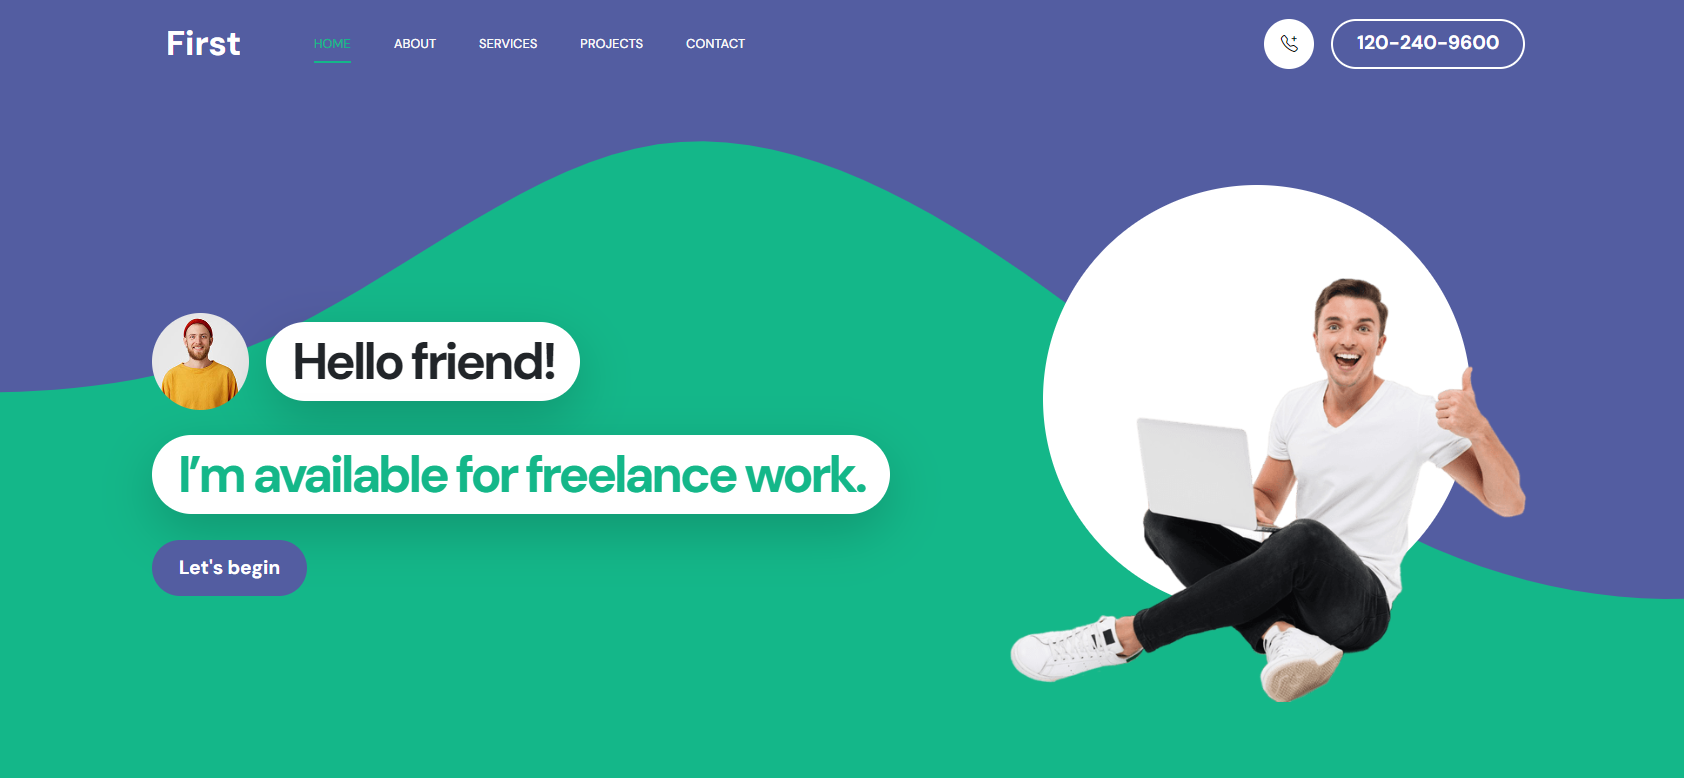 First
HOME
ABOUT
SERVICES
PROJECTS
CONTACT
120-240-9600
Hello friend!
I’m available for freelance work.
Let's begin